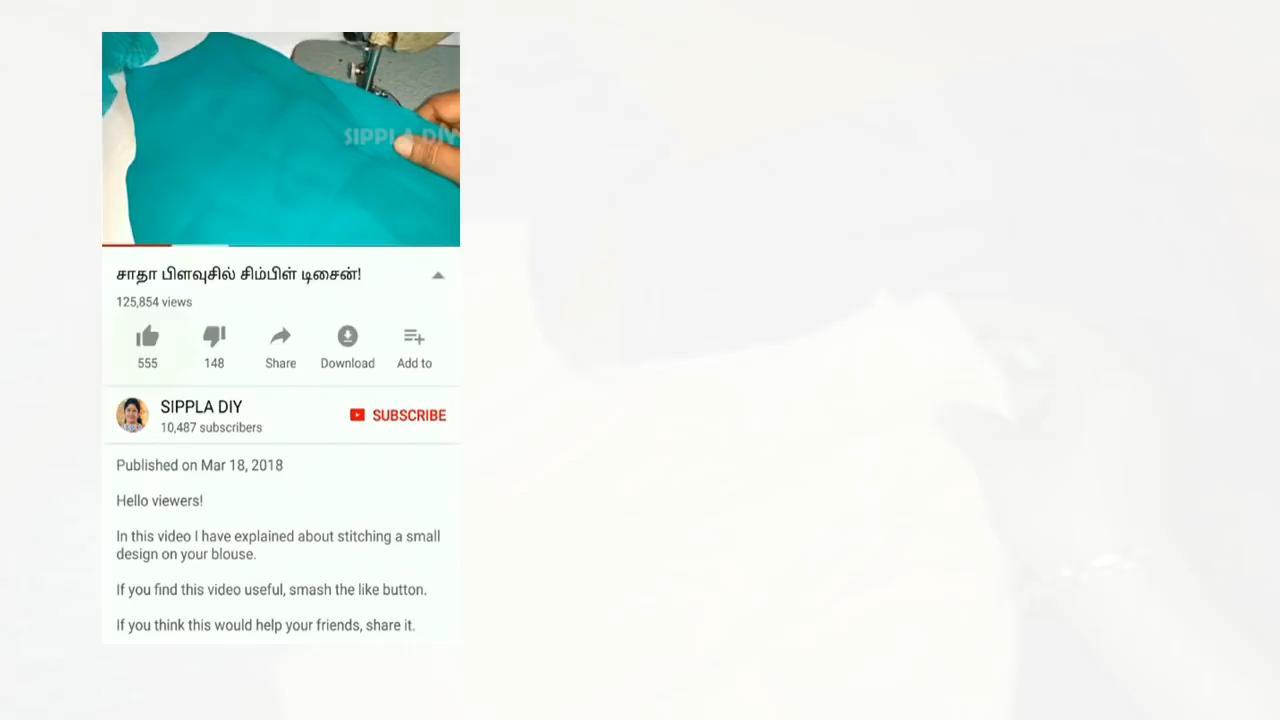 SIPPLA DIY
சாதா பிளவுசில் சிம்பிள் டிசைன்!
125,854 views
555
148
Share
Download
Add to
SIPPLA DIY
SUBSCRIBE
10,487 subscribers
Published on Mar 18, 2018
Hello viewers!
In this video I have explained about stitching a small
design on your blouse.
If you find this video useful, smash the like button.
If you think this would help your friends, share it.